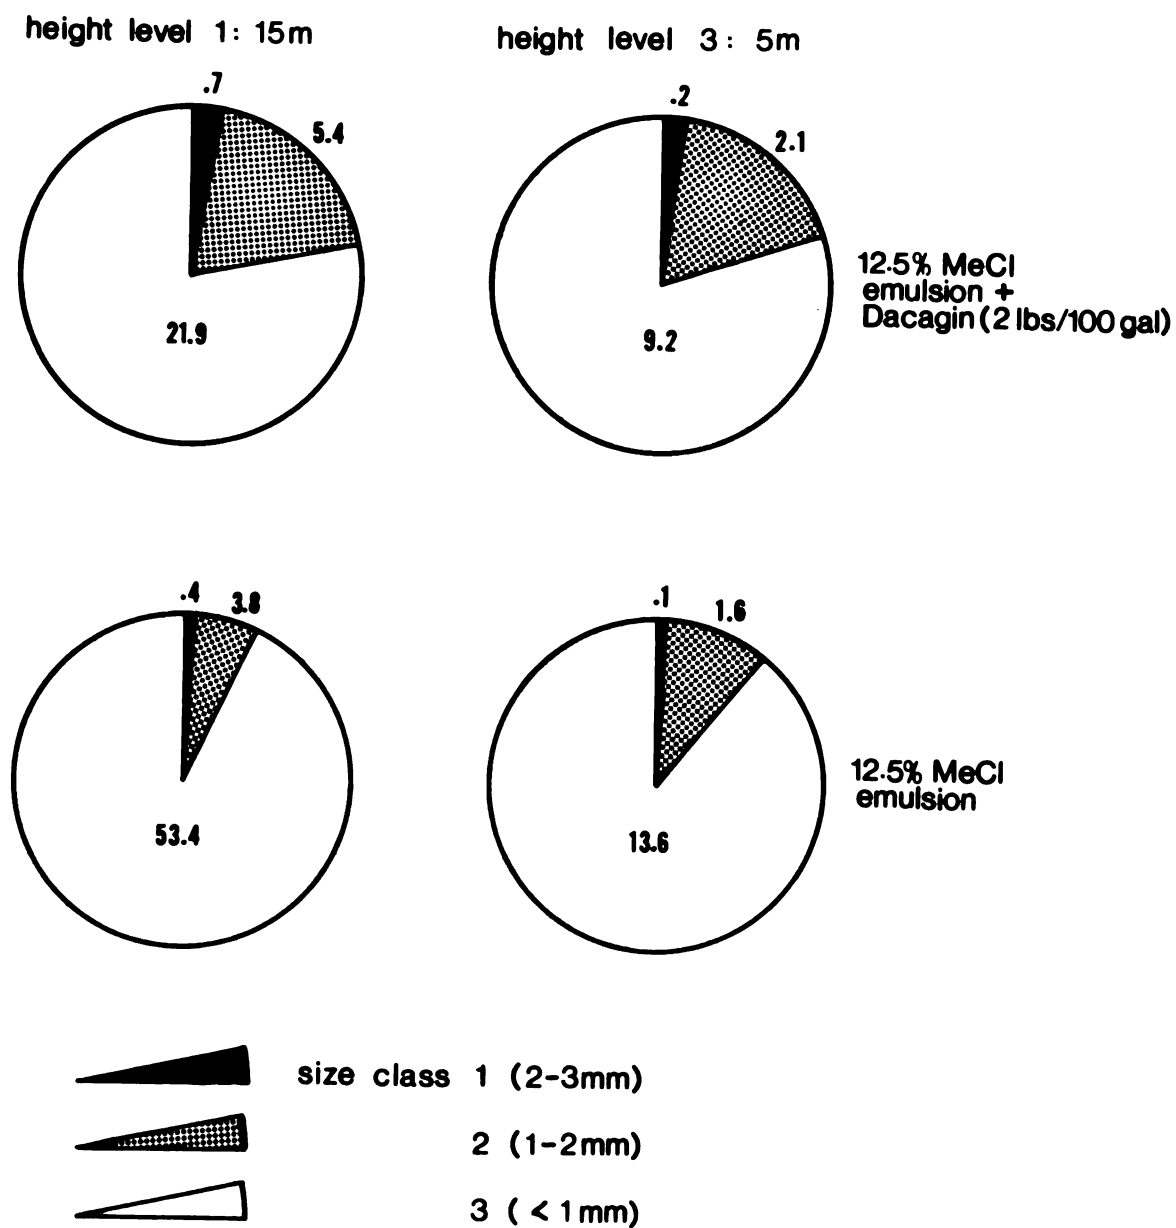 height level 1: 15m
height level 3: 5m
.7
5.4
21.9
.2
2.1
9.2
12.5% MeCl
emulsion +
Dacagin (2 lbs/100 gal)
.4
3.8
53.4
.1
1.6
13.6
12.5% MeCl
emulsion
size class 1 (2-3mm)
2 (1-2mm)
3 (<1mm)